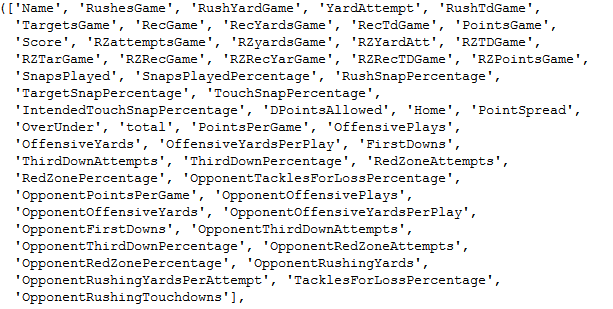 (['Name', 'RushesGame', 'RushYardGame', 'YardAttempt', 'RushTdGame',
'TargetsGame', 'RecGame', 'RecYardsGame', 'RecTdGame', 'PointsGame',
'Score', 'RZattemptsGame', 'RZyardsGame', 'RZYardAtt', 'RZTDGame',
'RZTarGame', 'RZRecGame', 'RZRecYarGame', 'RZRecTDGame', 'RZPointsGame',
'SnapsPlayed', 'SnapsPlayedPercentage', 'RushSnapPercentage',
'TargetSnapPercentage', 'TouchSnapPercentage',
'IntendedTouchSnapPercentage', 'DPointsAllowed', 'Home', 'PointSpread',
'OverUnder', 'total', 'PointsPerGame', 'OffensivePlays',
'OffensiveYards', 'OffensiveYardsPerPlay', 'FirstDowns',
'ThirdDownAttempts', 'ThirdDownPercentage', 'RedZoneAttempts',
'RedZonePercentage', 'OpponentTacklesForLossPercentage',
'OpponentPointsPerGame', 'OpponentOffensivePlays',
'OpponentOffensiveYards', 'OpponentOffensiveYardsPerPlay',
'OpponentFirstDowns', 'OpponentThirdDownAttempts',
'OpponentThirdDownPercentage', 'OpponentRedZoneAttempts',
'OpponentRedZonePercentage', 'OpponentRushingYards',
'OpponentRushingYardsPerAttempt', 'TacklesForLossPercentage',
'OpponentRushingTouchdowns'],